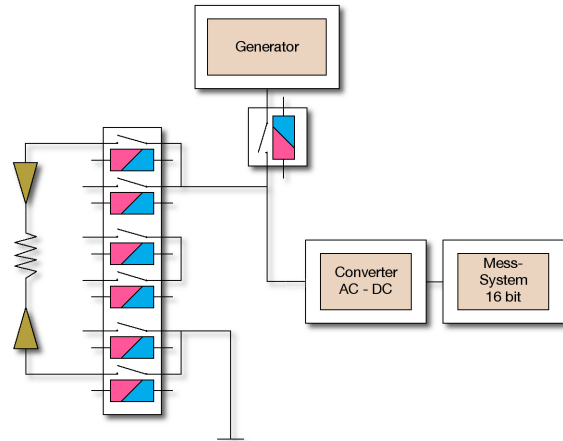 Generator
Converter
AC - DC
Mess-
System
16 bit